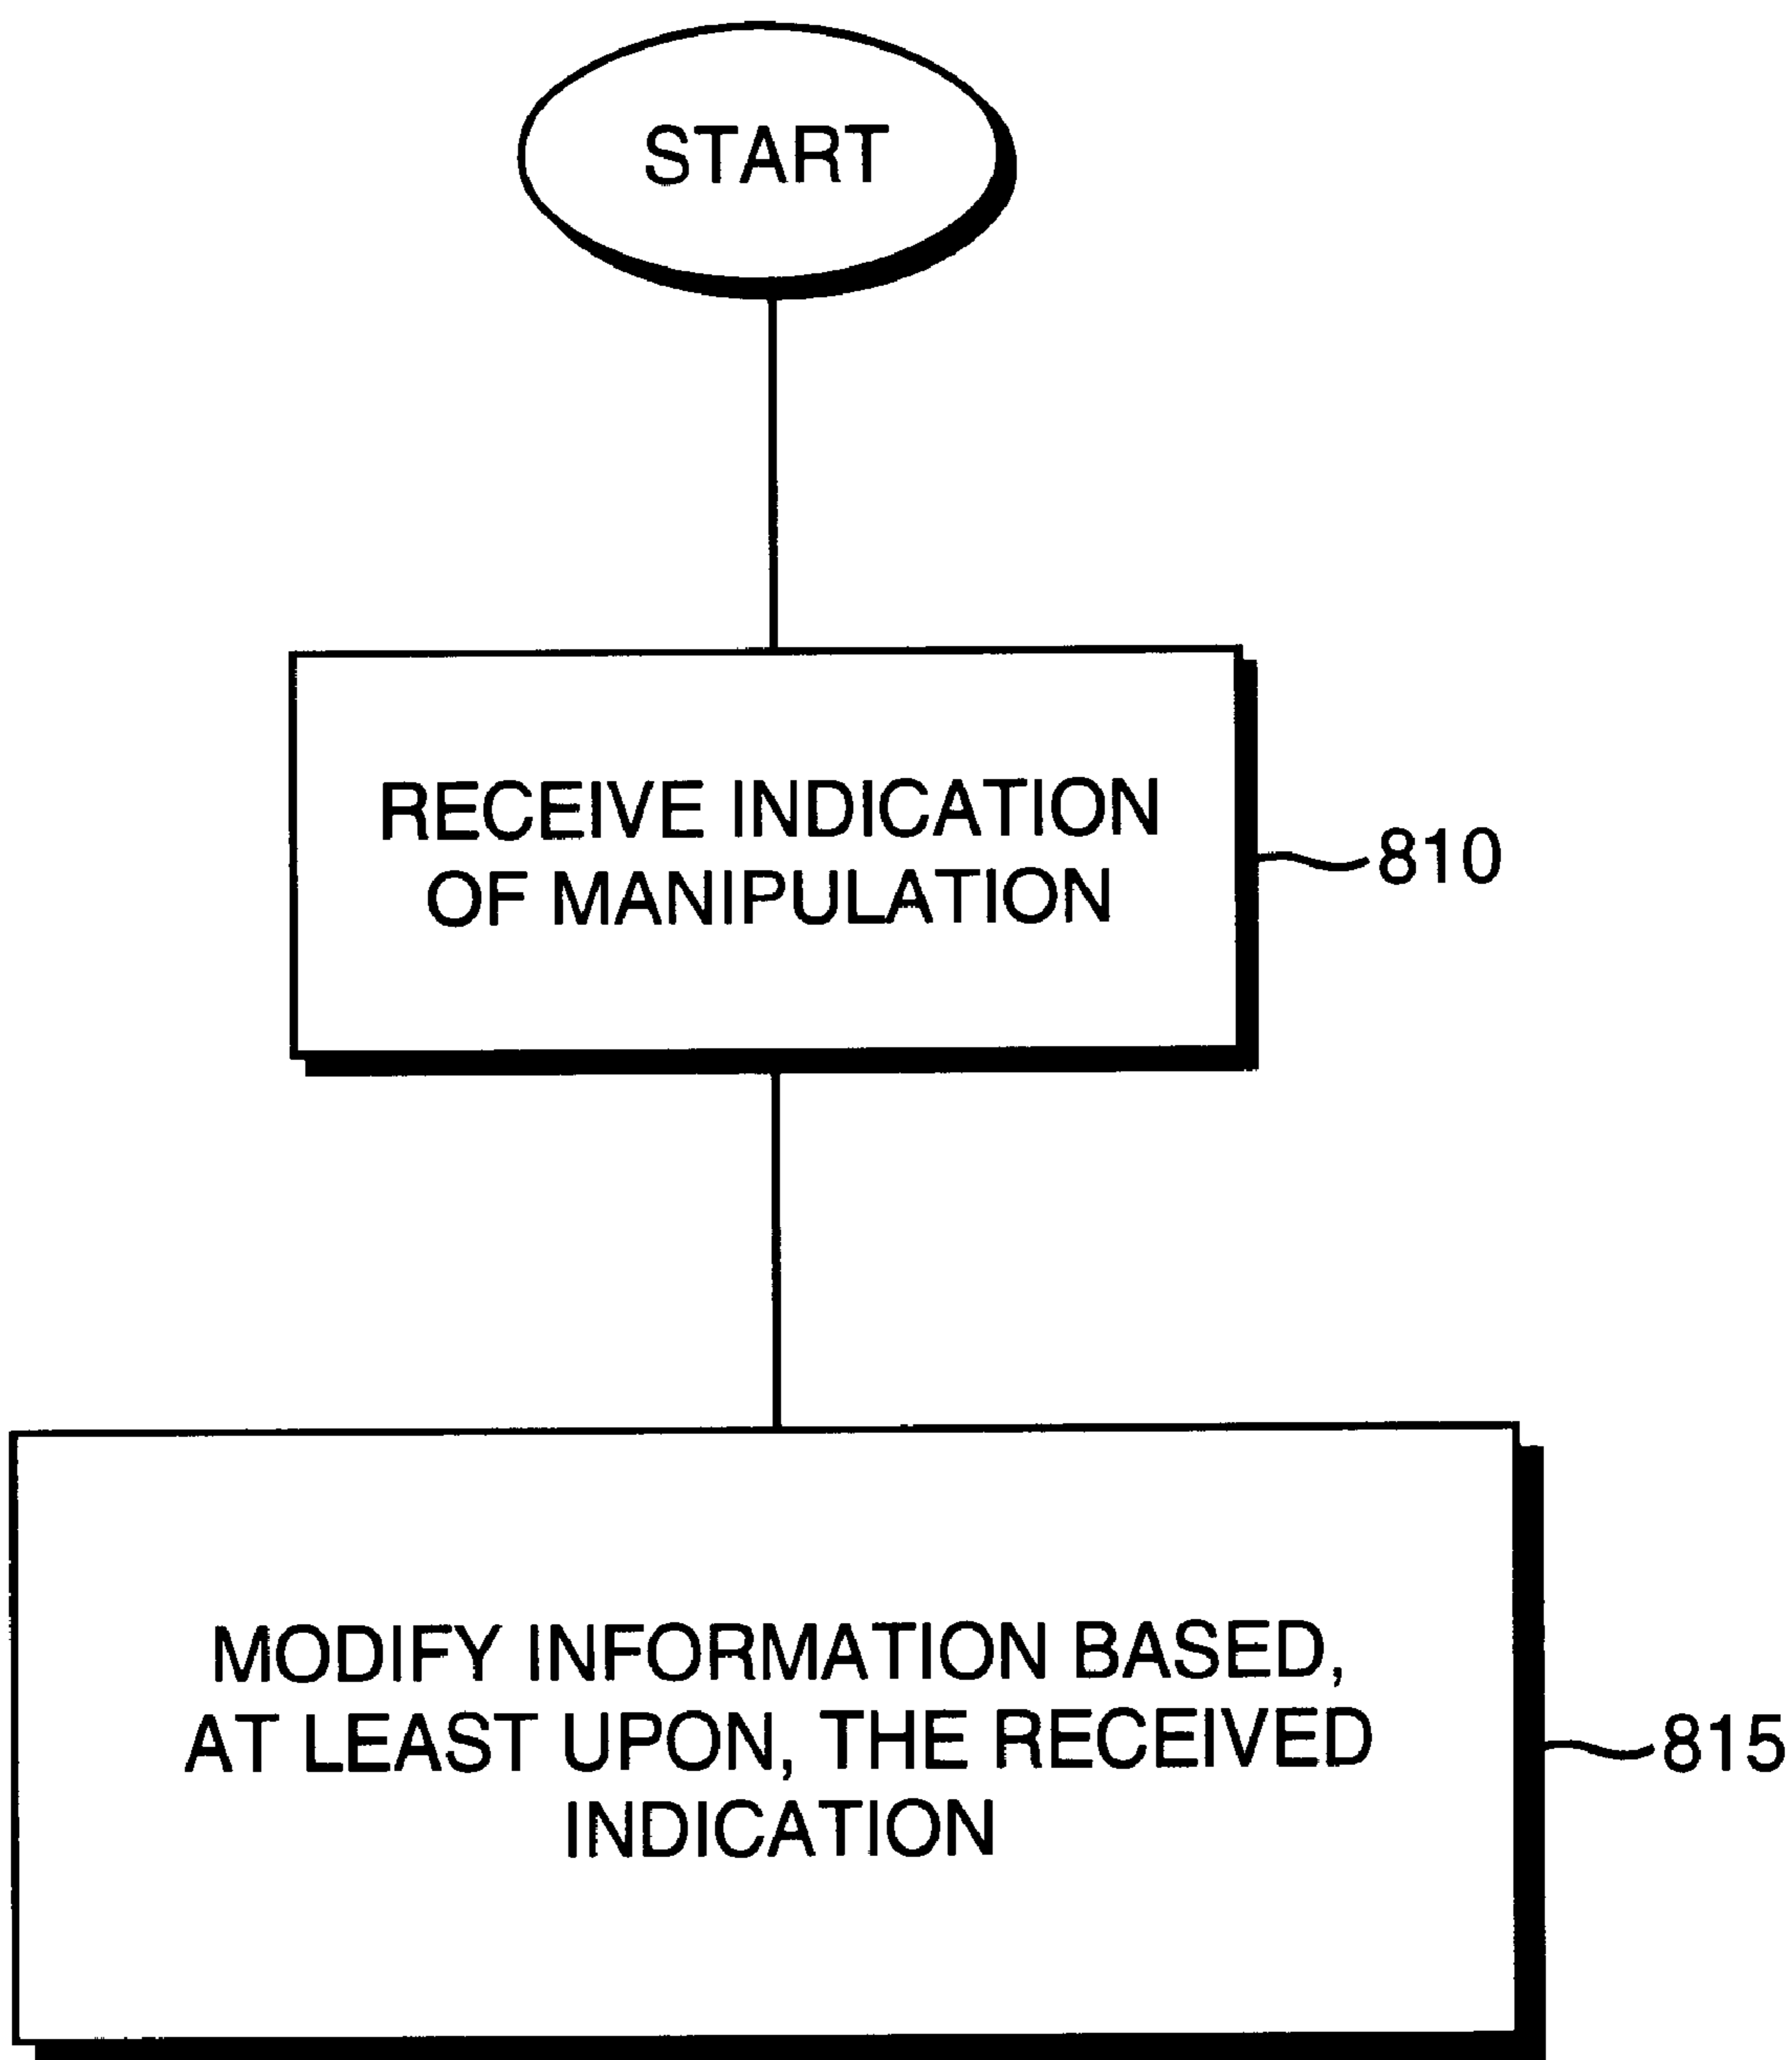 START
RECEIVE INDICATION
OF MANIPULATION
810
MODIFY INFORMATION BASED,
AT LEAST UPON, THE RECEIVED
INDICATION
815